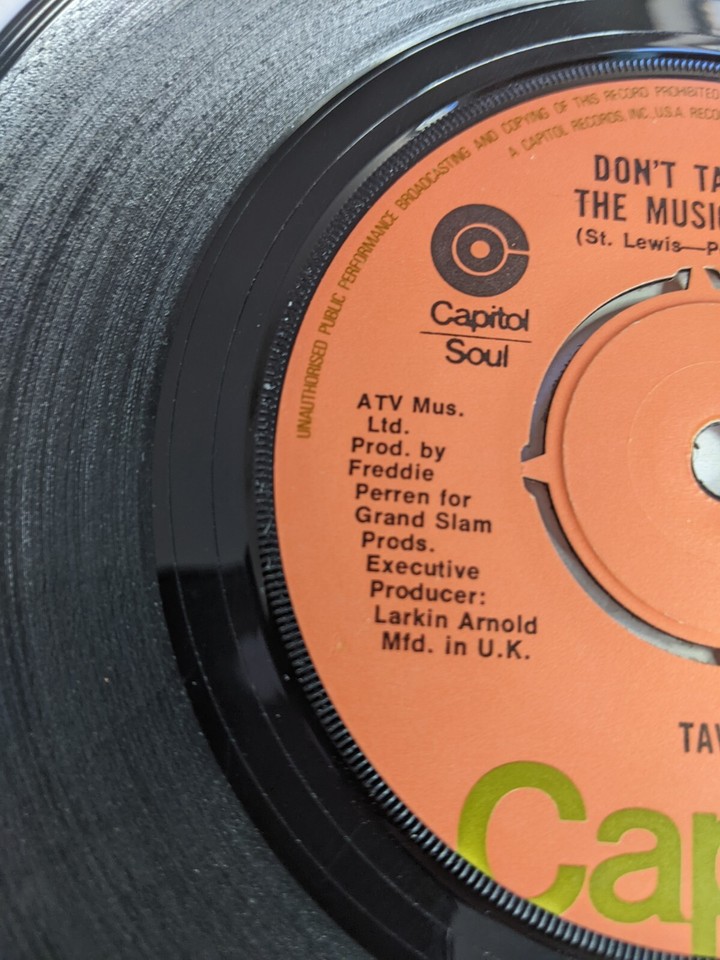 UNAUTHORISED PUBLIC PERFORMANCE BROADCASTING AND COPYING OF THIS RECORD PROHIBITED
A CAPITOL RECORDS, INC., U.S.A. RECO
DON'T TA
THE MUSIC
(St. Lewis—P
Capitol
Soul
ATV Mus.
Ltd.
Prod. by
Freddie
Perren for
Grand Slam
Prods.
Executive
Producer:
Larkin Arnold
Mfd. in U.K.
TAV
Cap